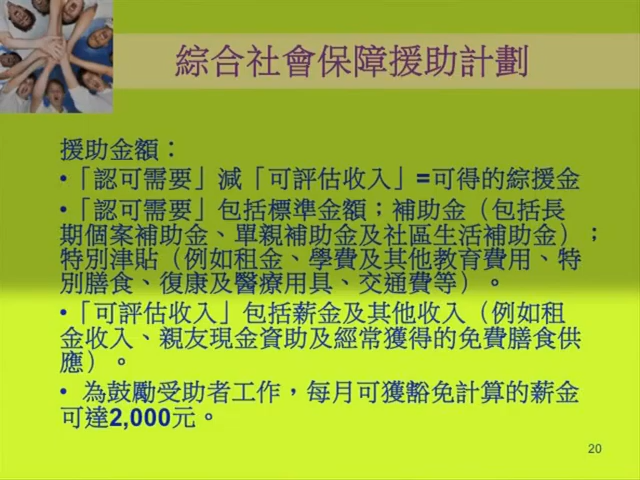 綜合社會保障援助計劃
援助金額：
•「認可需要」減「可評估收入」=可得的綜援金
•「認可需要」包括標準金額；補助金（包括長
期個案補助金、單親補助金及社區生活補助金）；
特別津貼（例如租金、學費及其他教育費用、特
別膳食、復康及醫療用具、交通費等）。
•「可評估收入」包括薪金及其他收入（例如租
金收入、親友現金資助及經常獲得的免費膳食供
應）。
• 為鼓勵受助者工作，每月可獲豁免計算的薪金
可達2,000元。
20